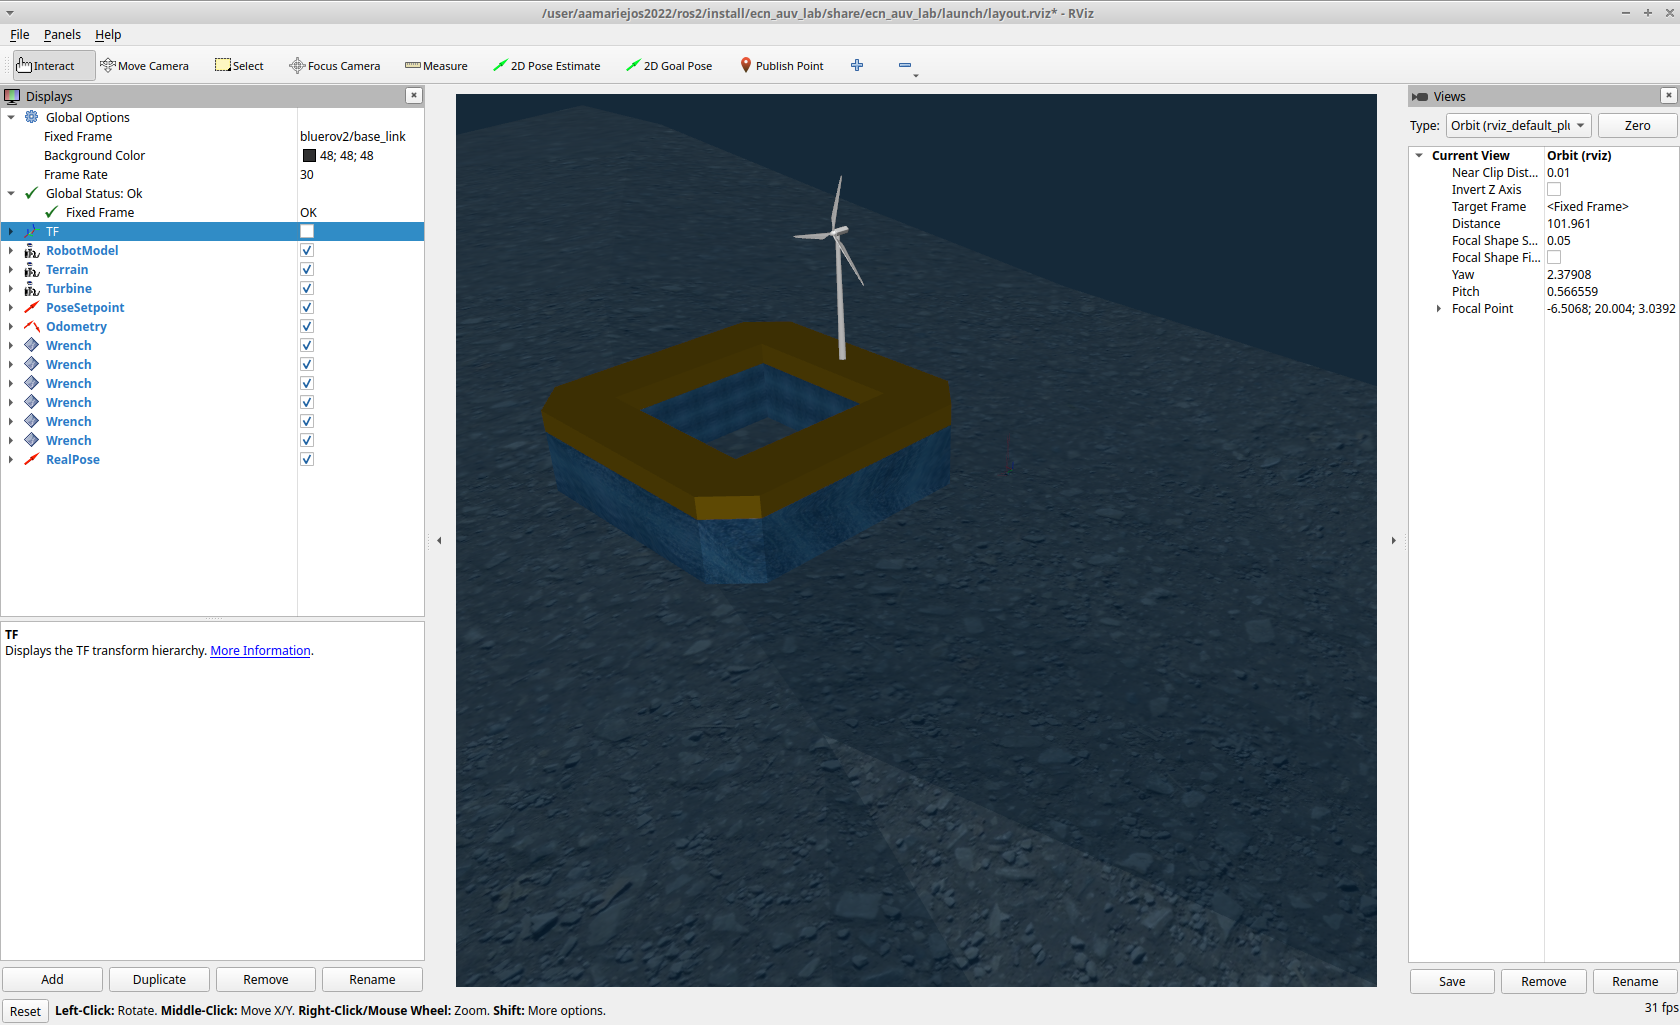 /user/aamariejos2022/ros2/install/ecn_auv_lab/share/ecn_auv_lab/launch/layout.rviz* - RViz
File Panels Help
Interact Move Camera Select Focus Camera Measure 2D Pose Estimate 2D Goal Pose Publish Point
Displays
Global Options
Fixed Frame bluerov2/base_link
Background Color 48; 48; 48
Frame Rate 30
Global Status: Ok
Fixed Frame OK
TF
RobotModel
Terrain
Turbine
PoseSetpoint
Odometry
Wrench
Wrench
Wrench
Wrench
Wrench
Wrench
RealPose
TF
Displays the TF transform hierarchy. More Information.
Add Duplicate Remove Rename
Views
Type: Orbit (rviz_default_plu Zero
Current View Orbit (rviz)
Near Clip Dist... 0.01
Invert Z Axis
Target Frame <Fixed Frame>
Distance 101.961
Focal Shape S... 0.05
Focal Shape Fi...
Yaw 2.37908
Pitch 0.566559
Focal Point -6.5068; 20.004; 3.0392
Save Remove Rename
Reset Left-Click: Rotate. Middle-Click: Move X/Y. Right-Click/Mouse Wheel: Zoom. Shift: More options.
31 fps